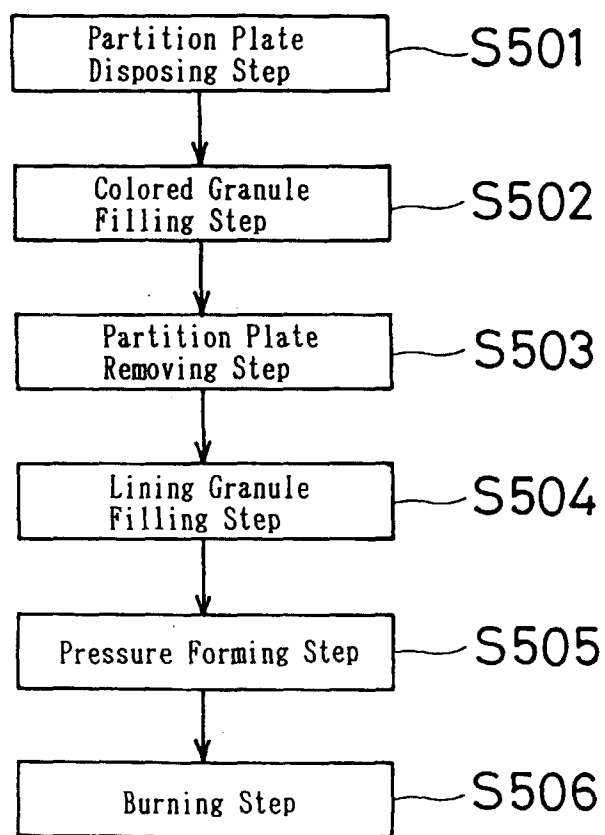 Partition Plate
Disposing Step
S501
Colored Granule
Filling Step
S502
Partition Plate
Removing Step
S503
Lining Granule
Filling Step
S504
Pressure Forming Step
S505
Burning Step
S506